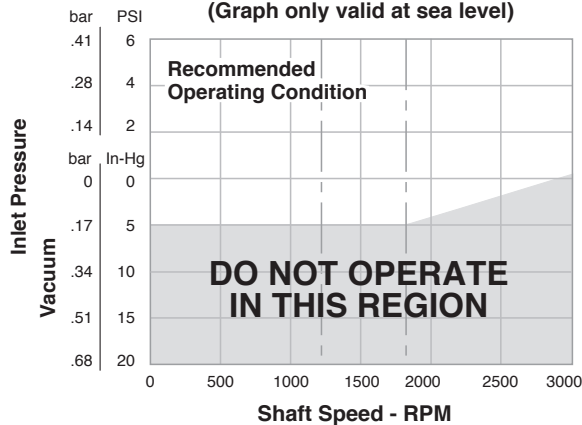 (Graph only valid at sea level)
bar PSI
.41 6
.28 4
.14 2
bar In-Hg
0 0
.17 5
.34 10
.51 15
.68 20
Inlet Pressure
Vacuum
Recommended
Operating Condition
DO NOT OPERATE
IN THIS REGION
0 500 1000 1500 2000 2500 3000
Shaft Speed - RPM